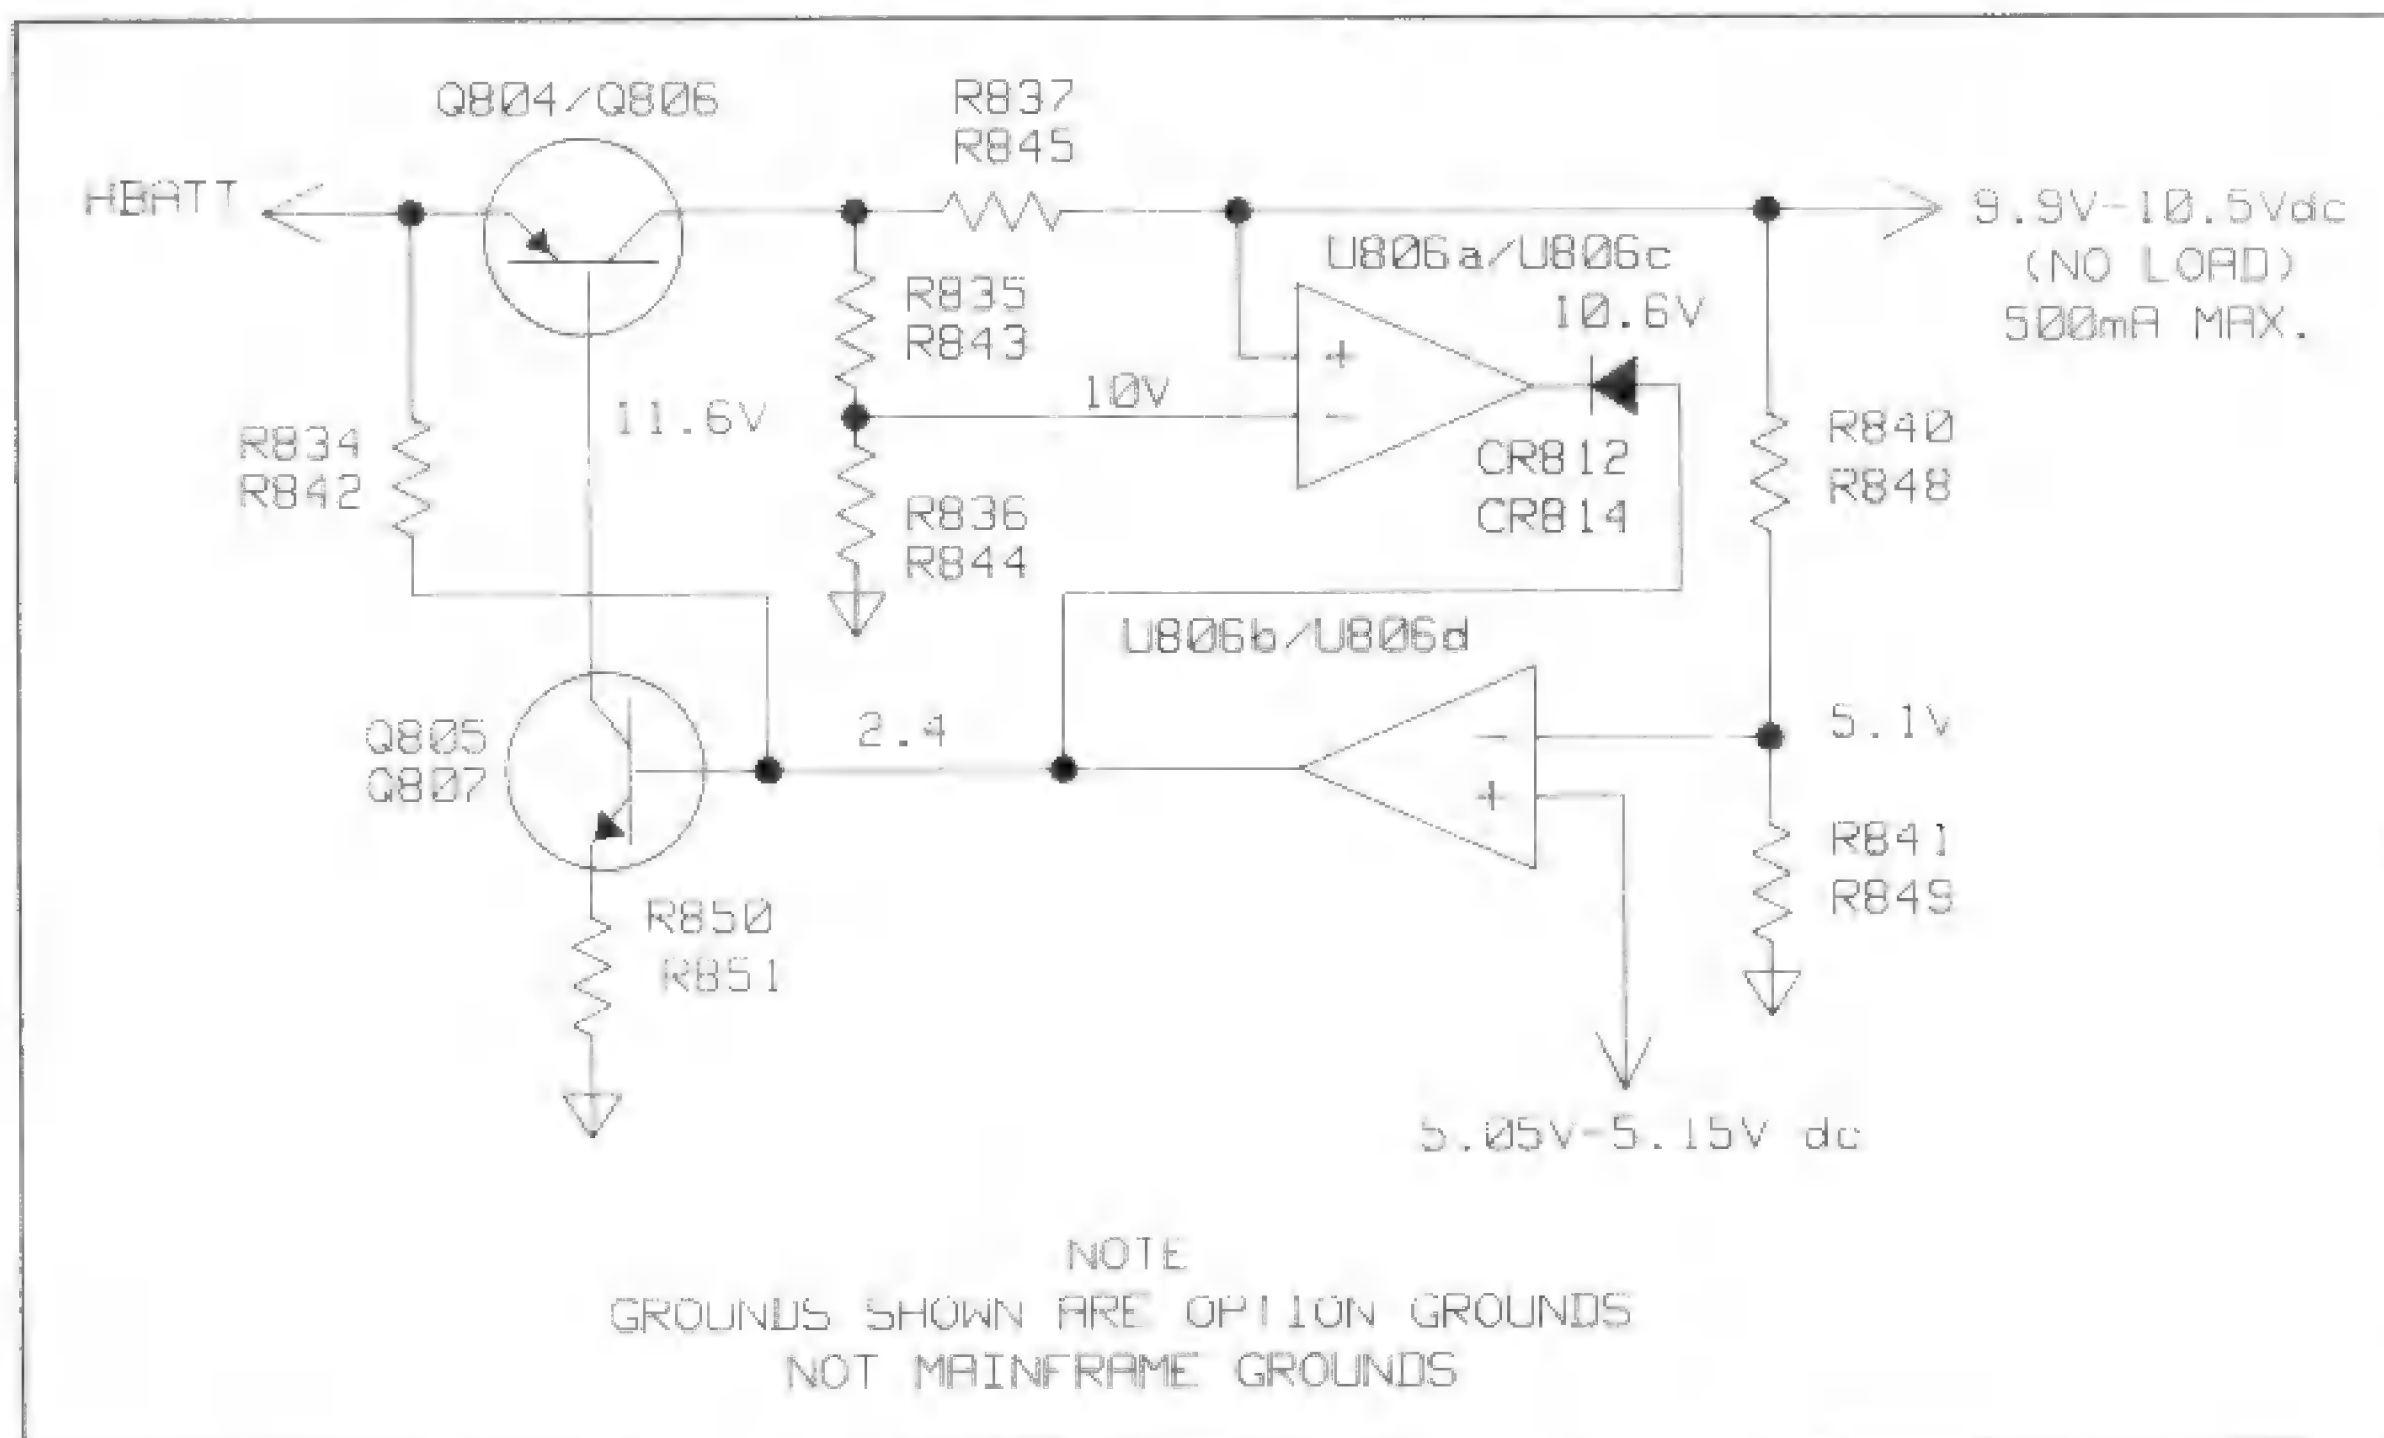 Q804/Q806
R837
R845
HBATT
9.9V-10.5Vdc
(NO LOAD)
500mA MAX.
U806a/U806c
10.6V
R835
R843
10V
11.6V
R834
R842
+
-
CR812
CR814
R840
R848
R836
R844
U806b/U806d
Q805
Q807
2.4
-
+
5.1V
R841
R849
R850
R851
5.05V-5.15V dc
NOTE
GROUNDS SHOWN ARE OPTION GROUNDS
NOT MAINFRAME GROUNDS